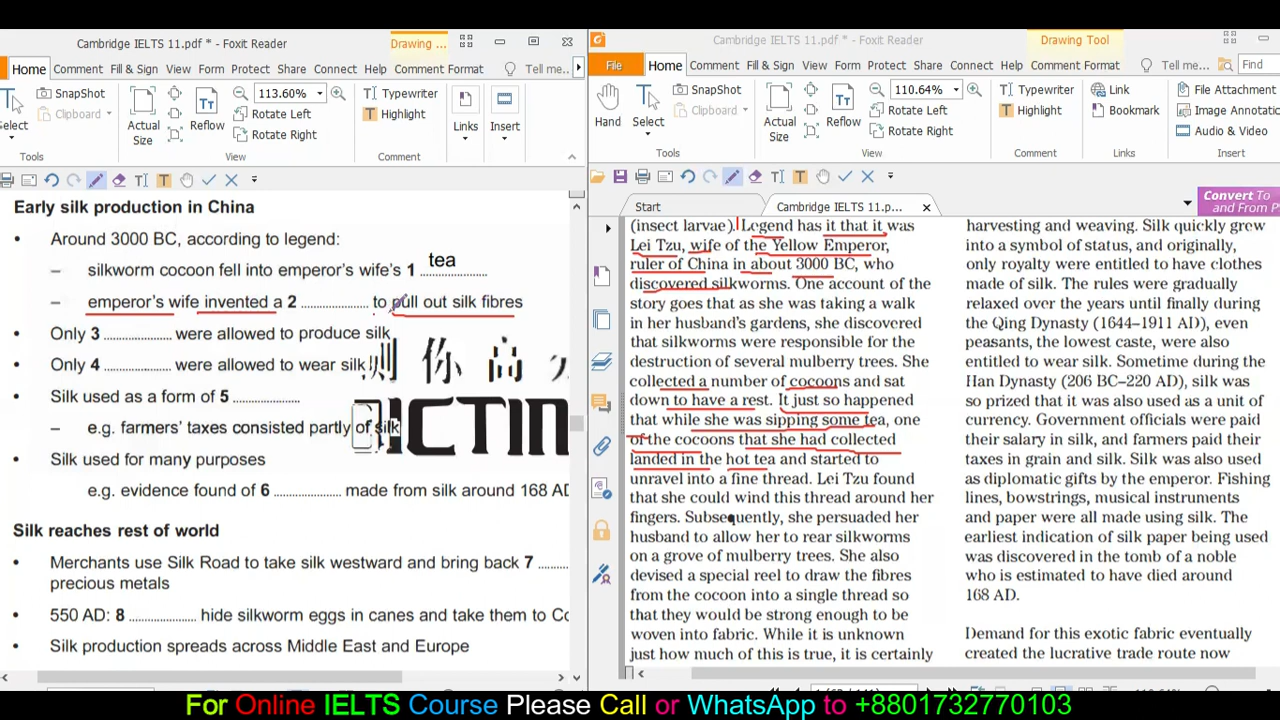 Cambridge IELTS 11.pdf * - Foxit Reader
Drawing ...
Home Comment Fill & Sign View Form Protect Share Connect Help Comment Format Tell me...
SnapShot
Clipboard
Select
Actual Size
Reflow
113.60%
Rotate Left
Rotate Right
Typewriter
Highlight
Links
Insert
Tools
View
Comment
Early silk production in China
• Around 3000 BC, according to legend:
– silkworm cocoon fell into emperor's wife's 1 tea ....................
– emperor's wife invented a 2 .................... to pull out silk fibres
• Only 3 .................... were allowed to produce silk
• Only 4 .................... were allowed to wear silk
• Silk used as a form of 5 ....................
– e.g. farmers' taxes consisted partly of silk
• Silk used for many purposes
e.g. evidence found of 6 .................... made from silk around 168 AD
则 你 高
ICTIN
Silk reaches rest of world
• Merchants use Silk Road to take silk westward and bring back 7 ..........
precious metals
• 550 AD: 8 .................... hide silkworm eggs in canes and take them to Co
• Silk production spreads across Middle East and Europe
Cambridge IELTS 11.pdf * - Foxit Reader
Drawing Tool
File Home Comment Fill & Sign View Form Protect Share Connect Help Comment Format Tell me... Find
Hand
Select
SnapShot
Clipboard
Actual Size
Reflow
110.64%
Rotate Left
Rotate Right
Typewriter
Highlight
Link
Bookmark
File Attachment
Image Annotatio
Audio & Video
Tools
View
Comment
Links
Insert
Start
Cambridge IELTS 11.p...
Convert To
and From P
(insect larvae). Legend has it that it was
Lei Tzu, wife of the Yellow Emperor,
ruler of China in about 3000 BC, who
discovered silkworms. One account of the
story goes that as she was taking a walk
in her husband's gardens, she discovered
that silkworms were responsible for the
destruction of several mulberry trees. She
collected a number of cocoons and sat
down to have a rest. It just so happened
that while she was sipping some tea, one
of the cocoons that she had collected
landed in the hot tea and started to
unravel into a fine thread. Lei Tzu found
that she could wind this thread around her
fingers. Subsequently, she persuaded her
husband to allow her to rear silkworms
on a grove of mulberry trees. She also
devised a special reel to draw the fibres
from the cocoon into a single thread so
that they would be strong enough to be
woven into fabric. While it is unknown
just how much of this is true, it is certainly
harvesting and weaving. Silk quickly grew
into a symbol of status, and originally,
only royalty were entitled to have clothes
made of silk. The rules were gradually
relaxed over the years until finally during
the Qing Dynasty (1644–1911 AD), even
peasants, the lowest caste, were also
entitled to wear silk. Sometime during the
Han Dynasty (206 BC–220 AD), silk was
so prized that it was also used as a unit of
currency. Government officials were paid
their salary in silk, and farmers paid their
taxes in grain and silk. Silk was also used
as diplomatic gifts by the emperor. Fishing
lines, bowstrings, musical instruments
and paper were all made using silk. The
earliest indication of silk paper being used
was discovered in the tomb of a noble
who is estimated to have died around
168 AD.
Demand for this exotic fabric eventually
created the lucrative trade route now
For Online IELTS Course Please Call or WhatsApp to +8801732770103